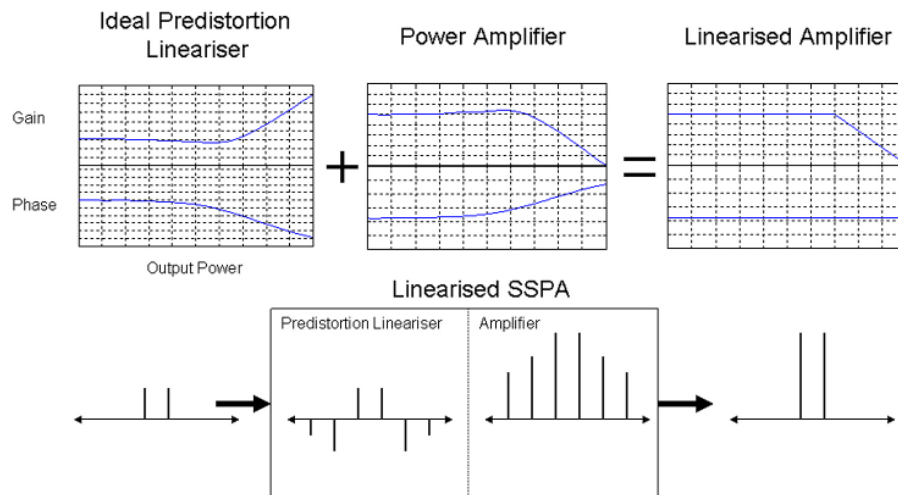 Ideal Predistortion
Lineariser
Power Amplifier
Linearised Amplifier
Gain
+
=
Phase
Output Power
Linearised SSPA
Predistortion Lineariser
Amplifier